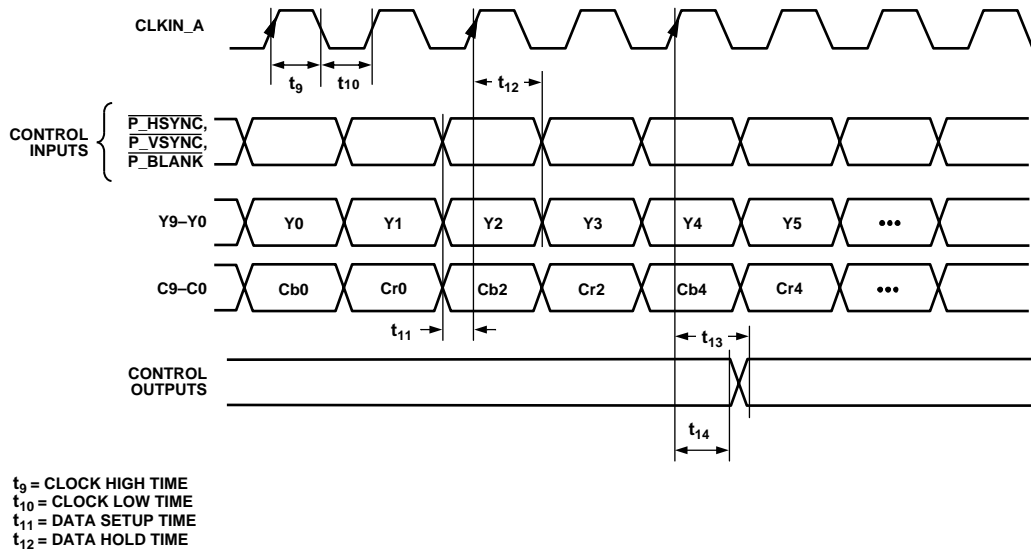 CLKIN_A
t9
t10
t12
CONTROL
INPUTS
P_HSYNC,
P_VSYNC,
P_BLANK
Y9–Y0
Y0
Y1
Y2
Y3
Y4
Y5
•••
C9–C0
Cb0
Cr0
Cb2
Cr2
Cb4
Cr4
•••
t11
t13
CONTROL
OUTPUTS
t14
t9 = CLOCK HIGH TIME
t10 = CLOCK LOW TIME
t11 = DATA SETUP TIME
t12 = DATA HOLD TIME